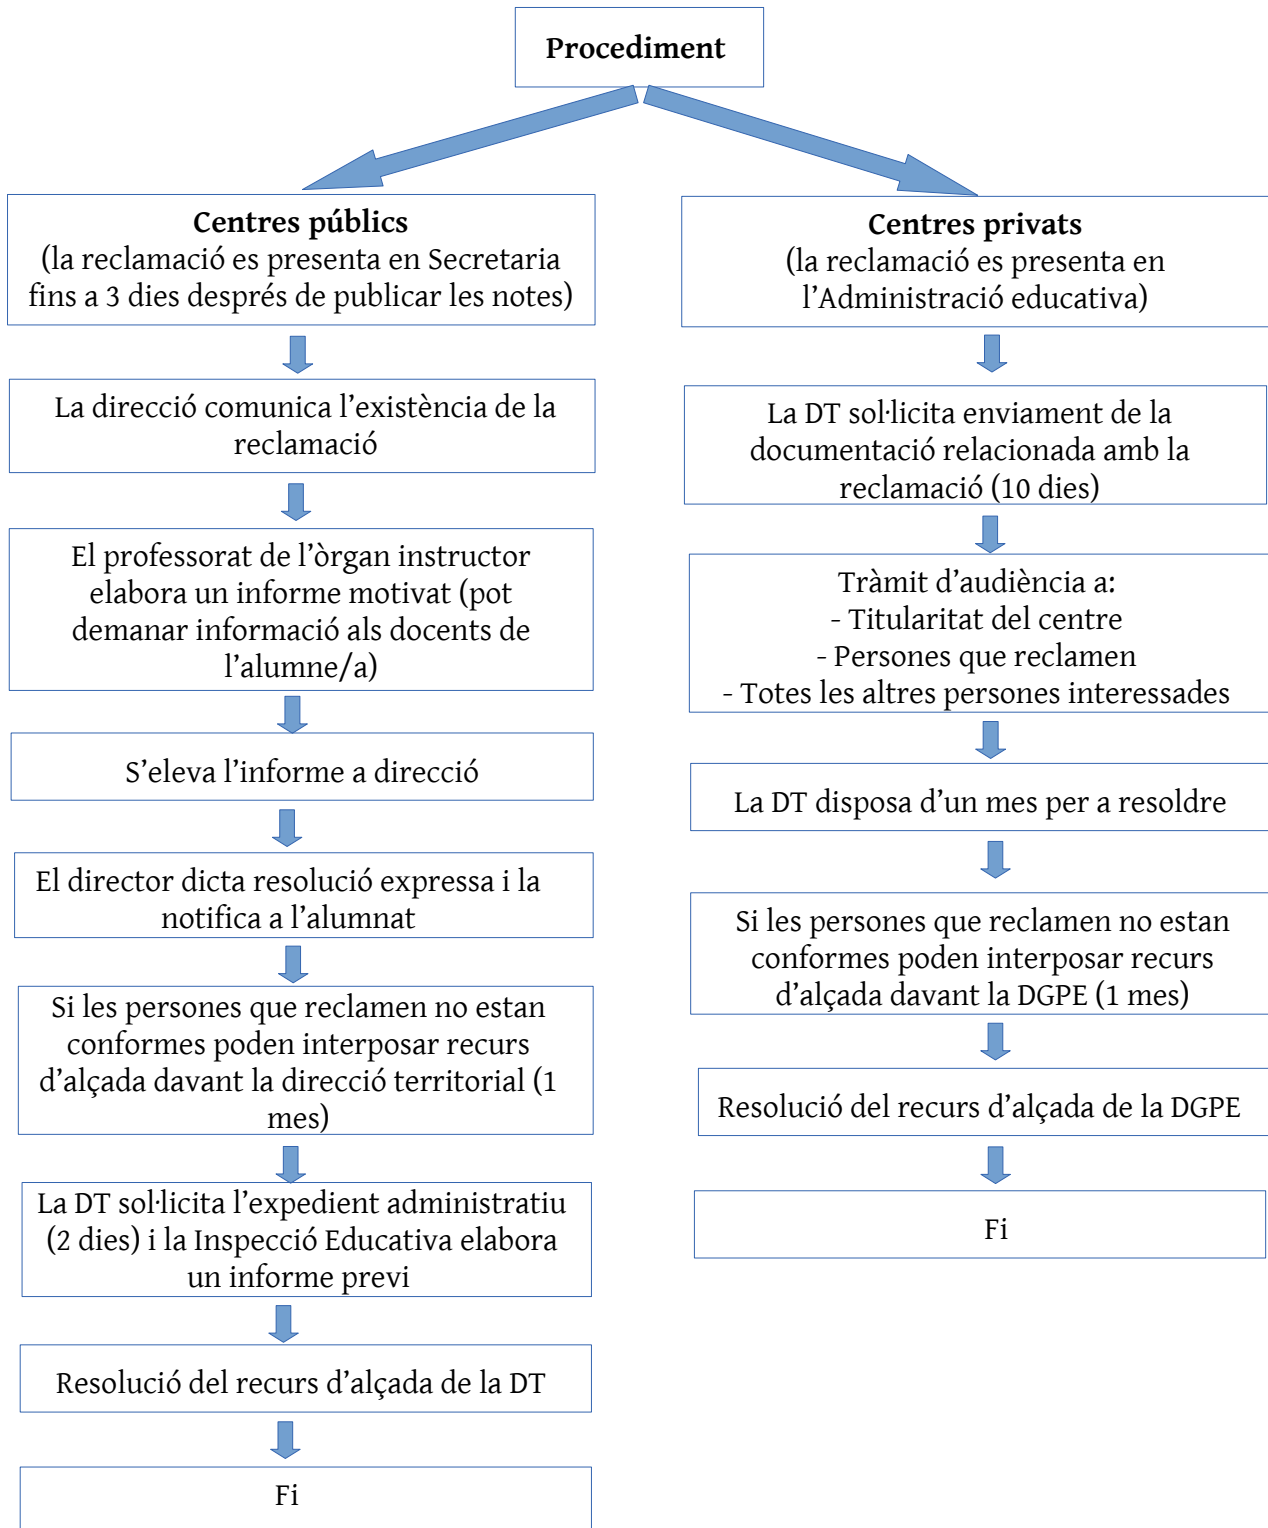 Procediment
Centres públics
(la reclamació es presenta en Secretaria
fins a 3 dies després de publicar les notes)
La direcció comunica l’existència de la
reclamació
El professorat de l’òrgan instructor
elabora un informe motivat (pot
demanar informació als docents de
l’alumne/a)
S’eleva l’informe a direcció
El director dicta resolució expressa i la
notifica a l’alumnat
Si les persones que reclamen no estan
conformes poden interposar recurs
d’alçada davant la direcció territorial (1
mes)
La DT sol·licita l’expedient administratiu
(2 dies) i la Inspecció Educativa elabora
un informe previ
Resolució del recurs d’alçada de la DT
Fi
Centres privats
(la reclamació es presenta en
l’Administració educativa)
La DT sol·licita enviament de la
documentació relacionada amb la
reclamació (10 dies)
Tràmit d’audiència a:
- Titularitat del centre
- Persones que reclamen
- Totes les altres persones interessades
La DT disposa d’un mes per a resoldre
Si les persones que reclamen no estan
conformes poden interposar recurs
d’alçada davant la DGPE (1 mes)
Resolució del recurs d’alçada de la DGPE
Fi